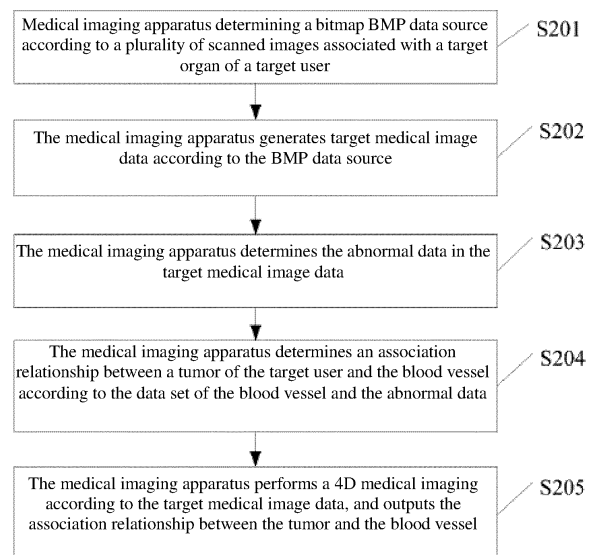 Medical imaging apparatus determining a bitmap BMP data source
according to a plurality of scanned images associated with a target
organ of a target user
S201
The medical imaging apparatus generates target medical image
data according to the BMP data source
S202
The medical imaging apparatus determines the abnormal data in the
target medical image data
S203
The medical imaging apparatus determines an association
relationship between a tumor of the target user and the blood vessel
according to the data set of the blood vessel and the abnormal data
S204
The medical imaging apparatus performs a 4D medical imaging
according to the target medical image data, and outputs the
association relationship between the tumor and the blood vessel
S205